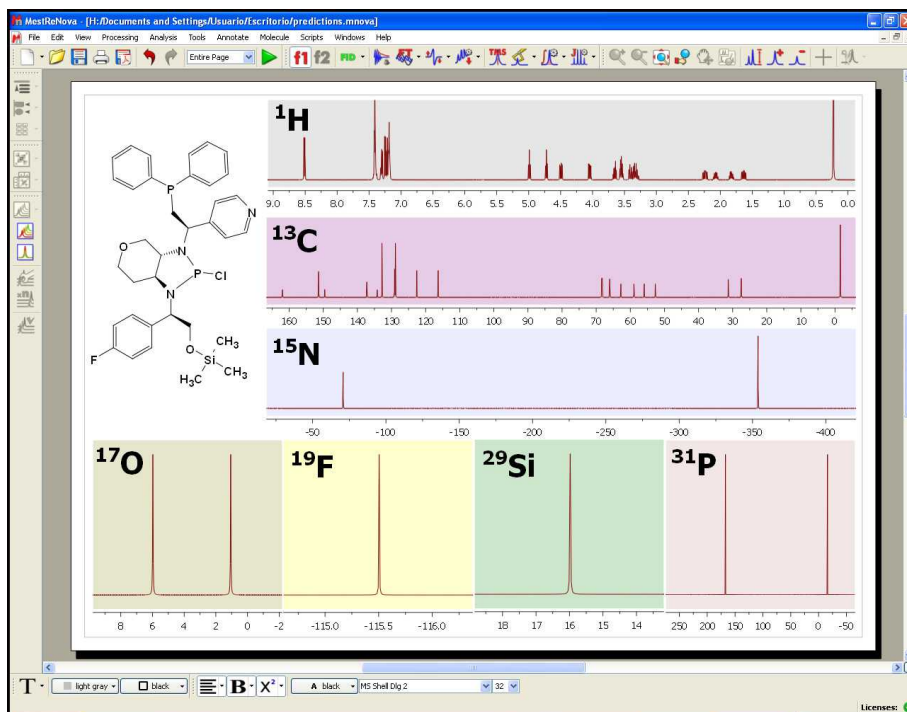 MestReNova - [H:/Documents and Settings/Usuario/Escritorio/predictions.mnova]
File Edit View Processing Analysis Tools Annotate Molecule Scripts Windows Help
Entire Page f1 f2 FID TMS
¹H
9.0 8.5 8.0 7.5 7.0 6.5 6.0 5.5 5.0 4.5 4.0 3.5 3.0 2.5 2.0 1.5 1.0 0.5 0.0
P
N
N
O
P Cl
N
¹³C
160 150 140 130 120 110 100 90 80 70 60 50 40 30 20 10 0
F
O CH₃
Si
H₃C CH₃
¹⁵N
-50 -100 -150 -200 -250 -300 -350 -400
¹⁷O ¹⁹F ²⁹Si ³¹P
8 6 4 2 0 -2 -115.0 -115.5 -116.0 18 17 16 15 14 250 200 150 100 50 0 -50
T light gray black B X² A black MS Shell Dlg 2 32
Licenses: